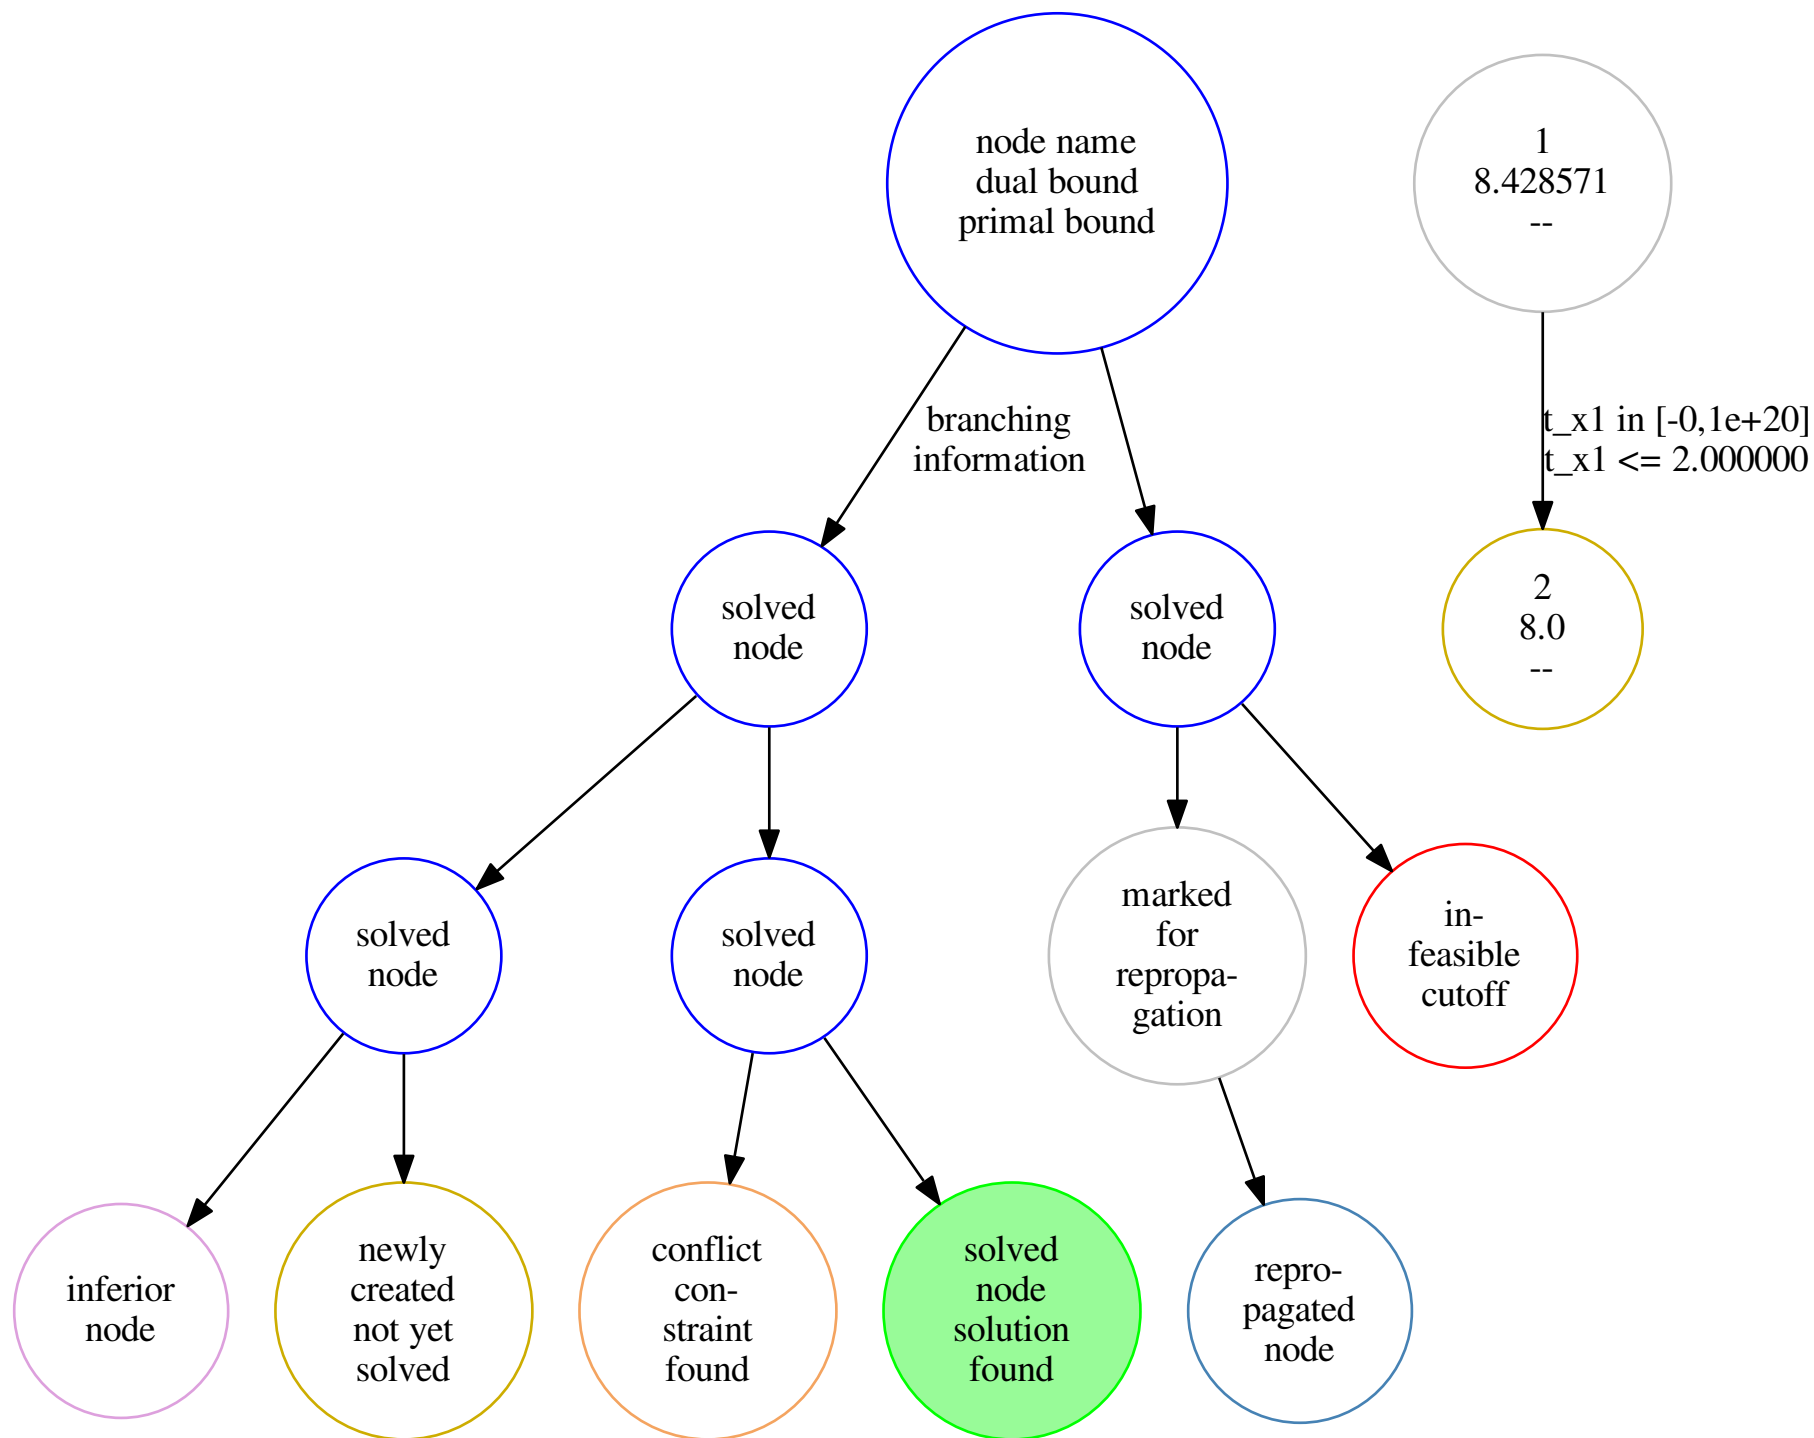 node name
dual bound
primal bound
1
8.428571
--
branching
information
t_x1 in [-0,1e+20]
t_x1 <= 2.000000
solved
node
solved
node
2
8.0
--
solved
node
solved
node
marked
for
repropa-
gation
in-
feasible
cutoff
inferior
node
newly
created
not yet
solved
conflict
con-
straint
found
solved
node
solution
found
repro-
pagated
node